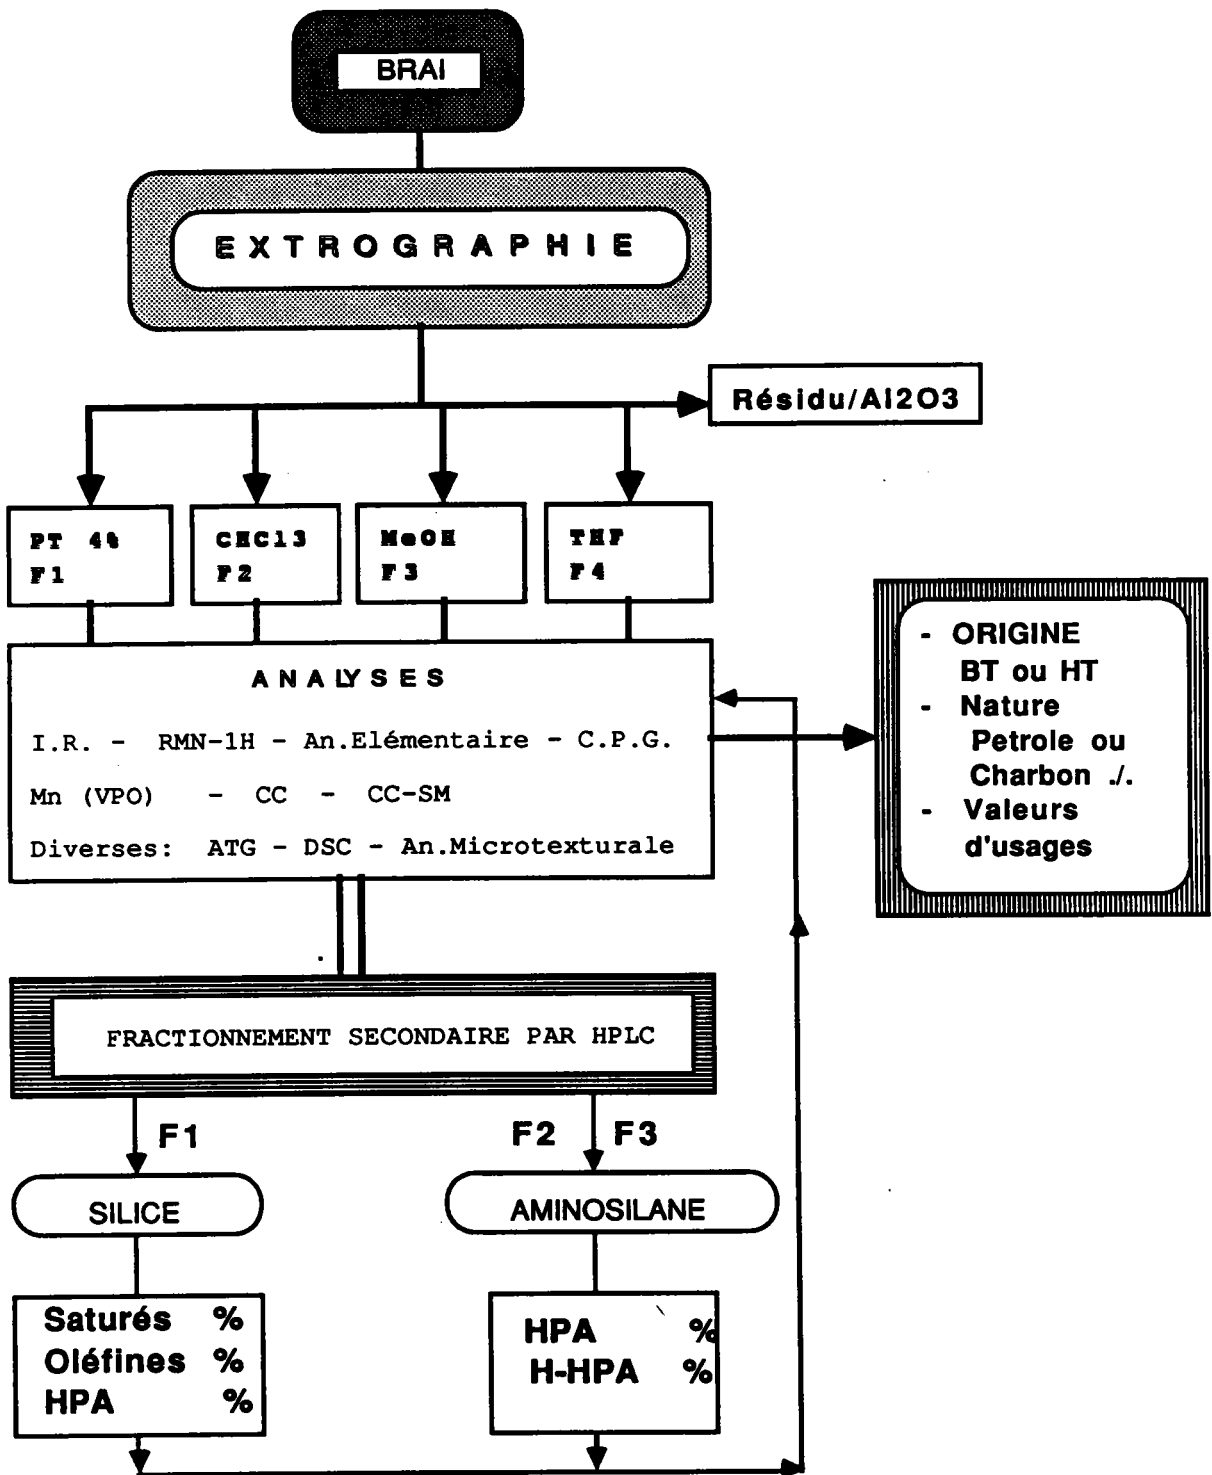 BRAI
EXTROGRAPHIE
Résidu/Al2O3
PT 4%
F1
CHCl3
F2
MeOH
F3
THF
F4
ANALYSES
I.R. - RMN-1H - An.Elémentaire - C.P.G.
Mn (VPO) - CC - CC-SM
Diverses: ATG - DSC - An.Microtexturale
- ORIGINE
BT ou HT
- Nature
Petrole ou
Charbon ./.
- Valeurs
d'usages
FRACTIONNEMENT SECONDAIRE PAR HPLC
F1
F2 F3
SILICE
AMINOSILANE
Saturés %
Oléfines %
HPA %
HPA %
H-HPA %